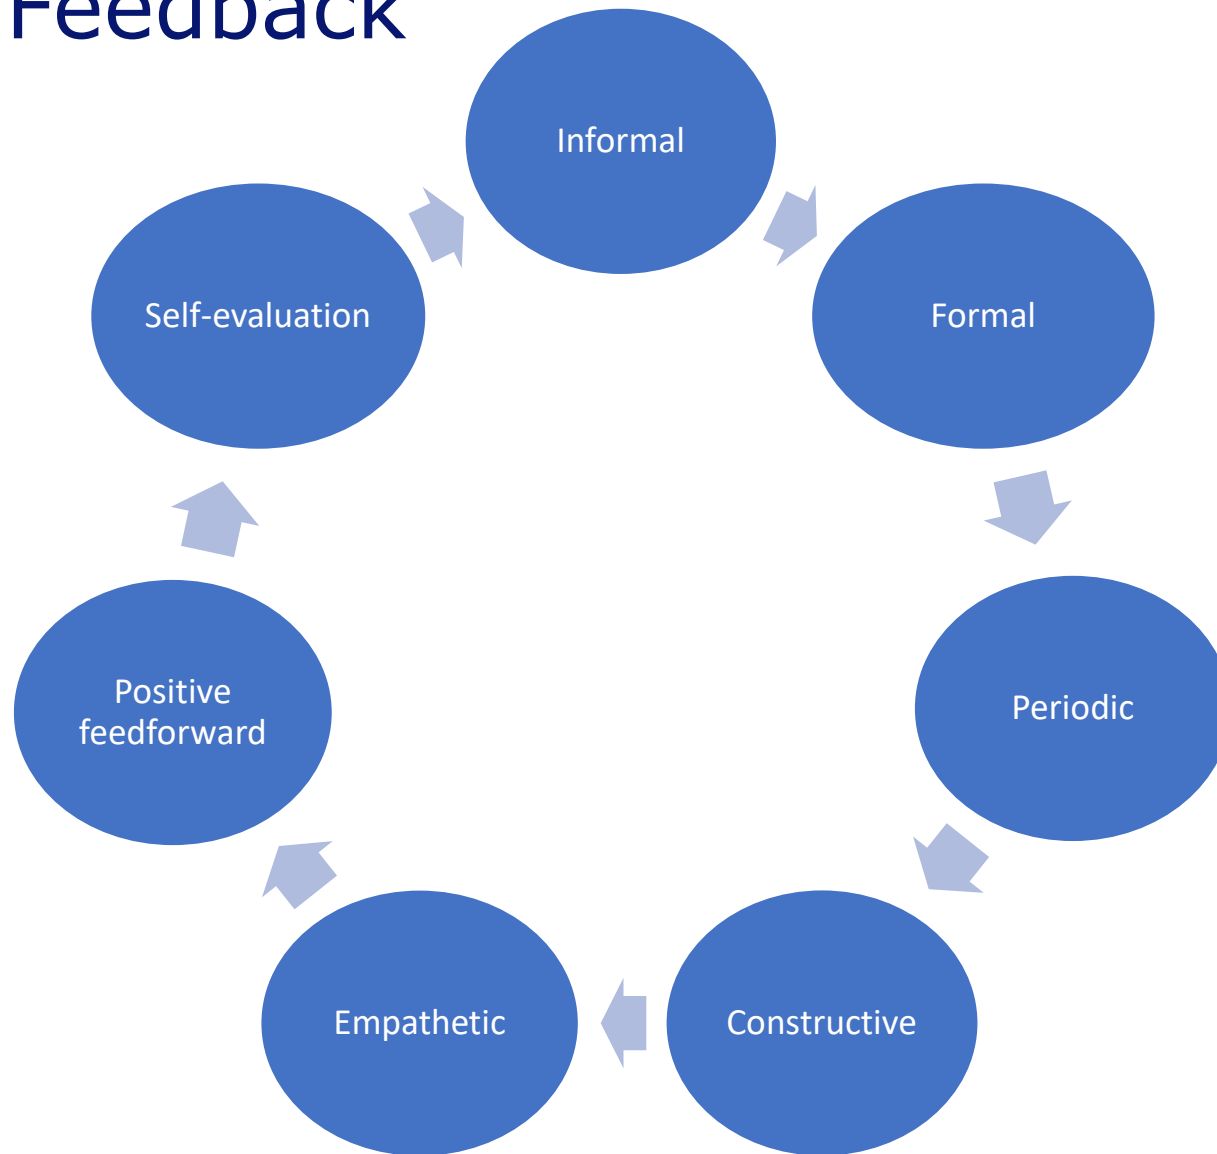 Feedback
Informal
Formal
Periodic
Constructive
Empathetic
Positive
feedforward
Self-evaluation